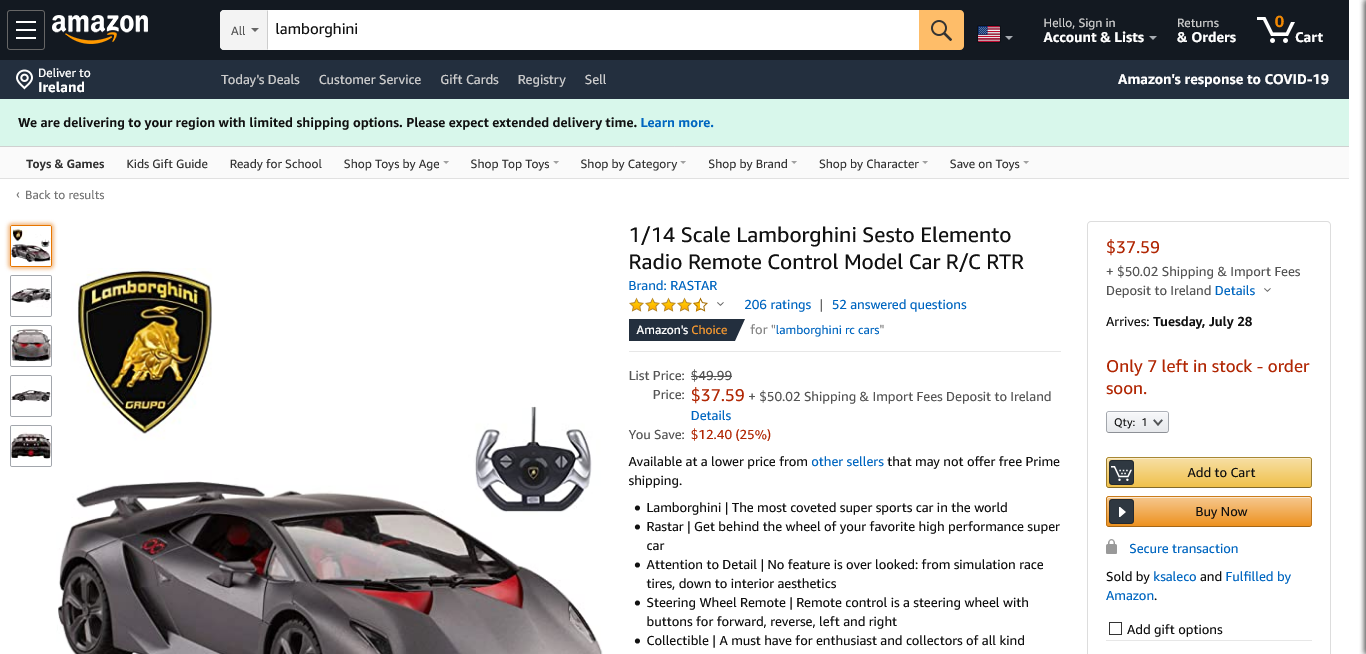 amazon
All
lamborghini
Hello, Sign in
Account & Lists
Returns
& Orders
0
Cart
Deliver to
Ireland
Today's Deals
Customer Service
Gift Cards
Registry
Sell
Amazon's response to COVID-19
We are delivering to your region with limited shipping options. Please expect extended delivery time. Learn more.
Toys & Games
Kids Gift Guide
Ready for School
Shop Toys by Age
Shop Top Toys
Shop by Category
Shop by Brand
Shop by Character
Save on Toys
‹ Back to results
Lamborghini
GRUPO
1/14 Scale Lamborghini Sesto Elemento
Radio Remote Control Model Car R/C RTR
Brand: RASTAR
206 ratings | 52 answered questions
Amazon's Choice for "lamborghini rc cars"
List Price: $49.99
Price: $37.59 + $50.02 Shipping & Import Fees Deposit to Ireland
Details
You Save: $12.40 (25%)
Available at a lower price from other sellers that may not offer free Prime
shipping.
• Lamborghini | The most coveted super sports car in the world
• Rastar | Get behind the wheel of your favorite high performance super
car
• Attention to Detail | No feature is over looked: from simulation race
tires, down to interior aesthetics
• Steering Wheel Remote | Remote control is a steering wheel with
buttons for forward, reverse, left and right
• Collectible | A must have for enthusiast and collectors of all kind
$37.59
+ $50.02 Shipping & Import Fees
Deposit to Ireland Details
Arrives: Tuesday, July 28
Only 7 left in stock - order
soon.
Qty: 1
Add to Cart
Buy Now
Secure transaction
Sold by ksaleco and Fulfilled by
Amazon.
Add gift options